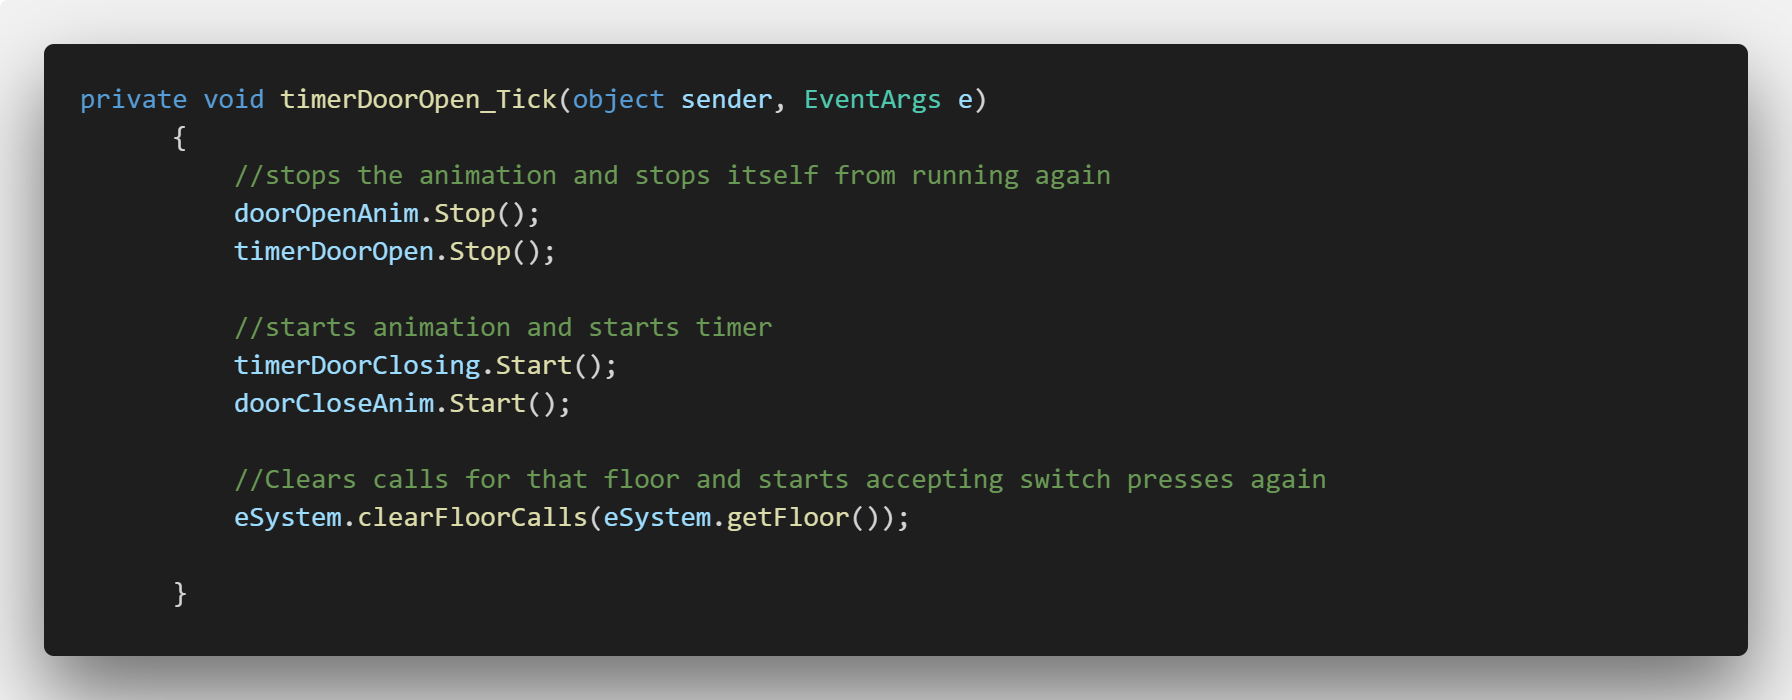 private void timerDoorOpen_Tick(object sender, EventArgs e)
{
//stops the animation and stops itself from running again
doorOpenAnim.Stop();
timerDoorOpen.Stop();
//starts animation and starts timer
timerDoorClosing.Start();
doorCloseAnim.Start();
//Clears calls for that floor and starts accepting switch presses again
eSystem.clearFloorCalls(eSystem.getFloor());
}